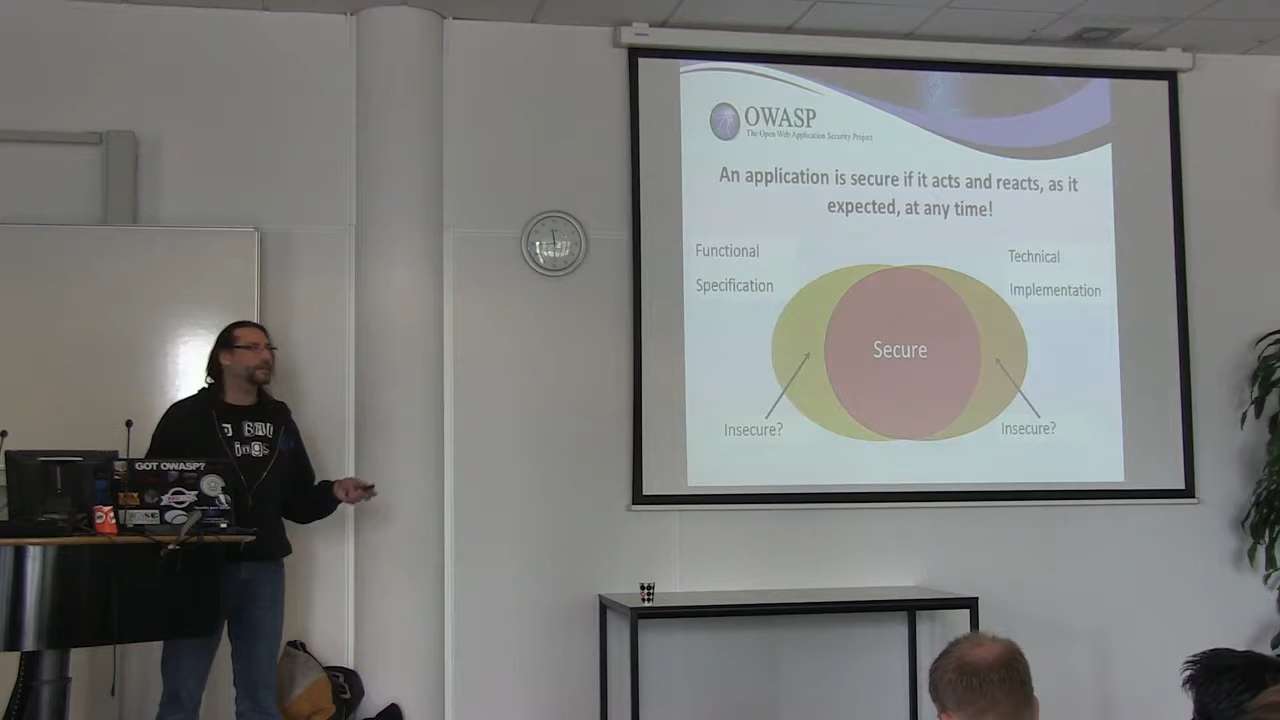 OWASP
The Open Web Application Security Project
An application is secure if it acts and reacts, as it
expected, at any time!
Functional
Specification
Technical
Implementation
Secure
Insecure?
Insecure?
GOT OWASP?